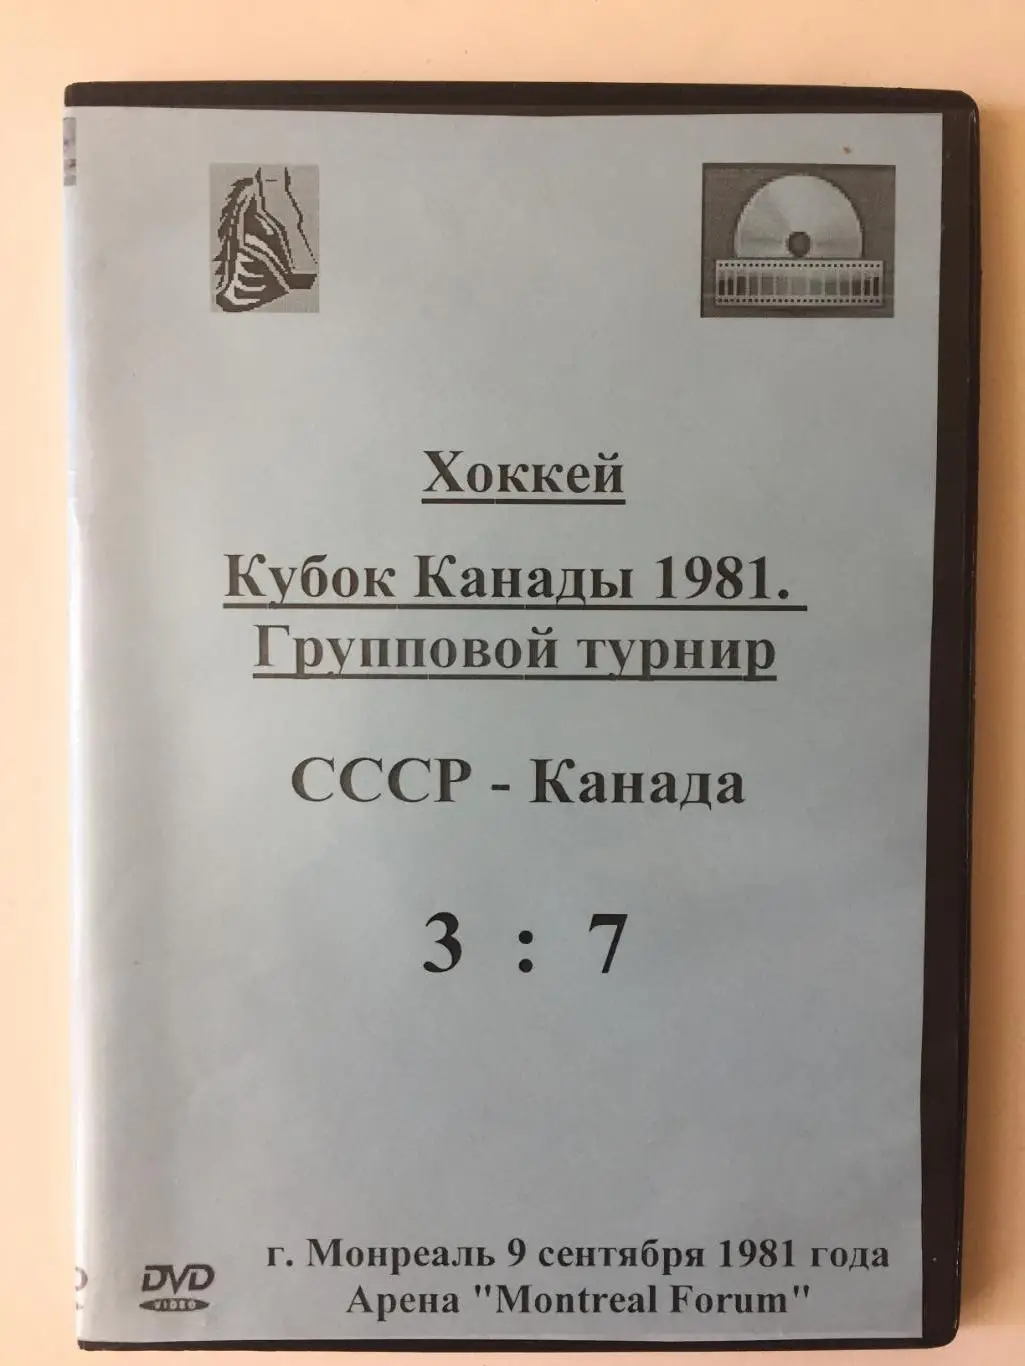 Хоккей
Кубок Канады 1981.
Групповой турнир
СССР - Канада
3 : 7
г. Монреаль 9 сентября 1981 года
Арена "Montreal Forum"
DVD
VIDEO